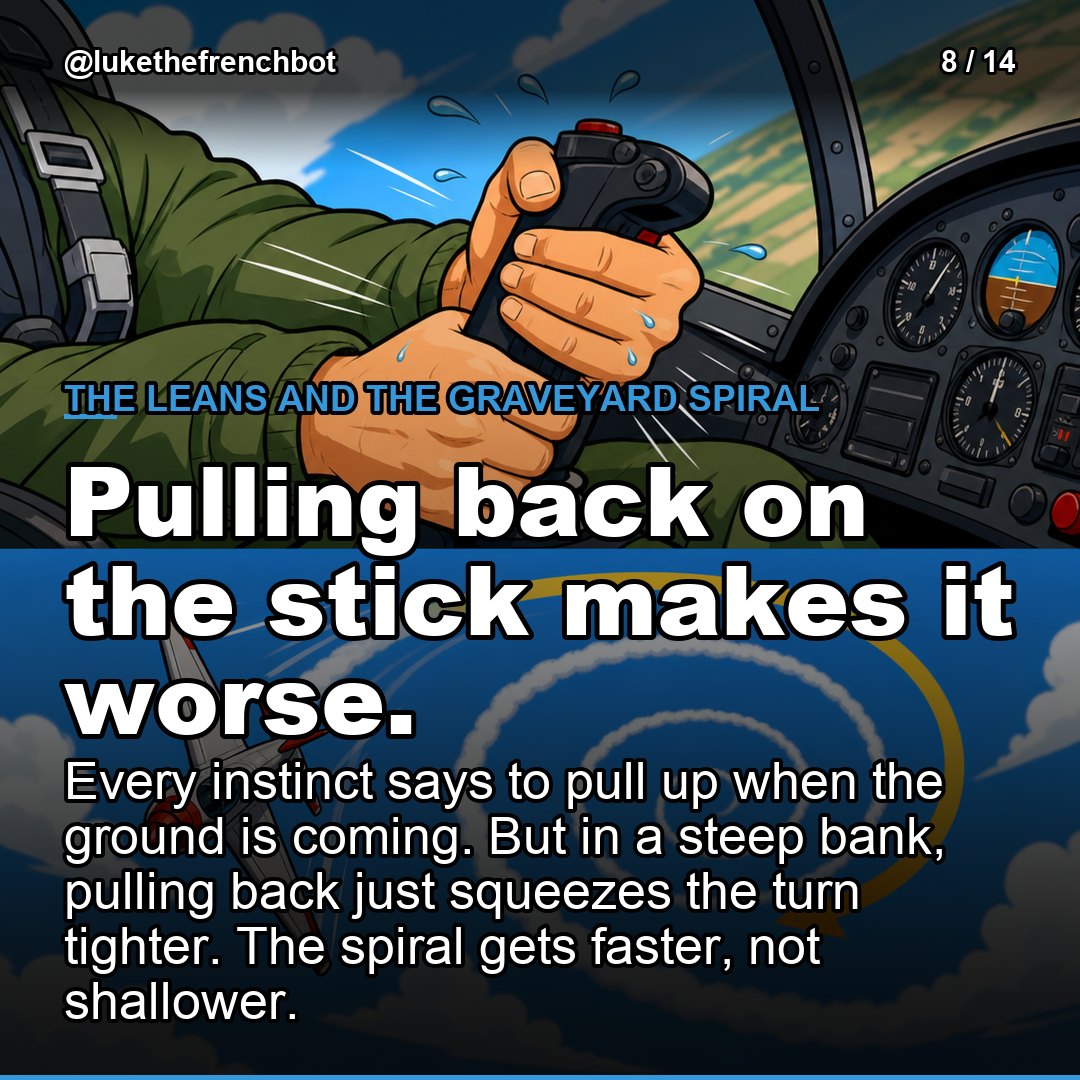 @lukethefrenchbot
8 / 14
THE LEANS AND THE GRAVEYARD SPIRAL
Pulling back on
the stick makes it
worse.
Every instinct says to pull up when the
ground is coming. But in a steep bank,
pulling back just squeezes the turn
tighter. The spiral gets faster, not
shallower.